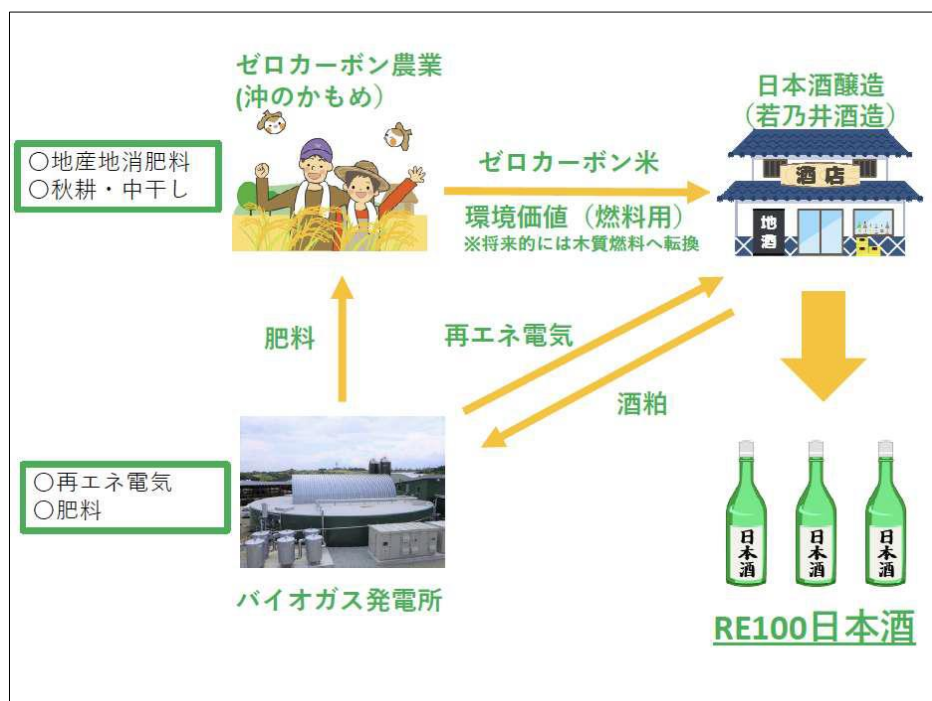 ゼロカーボン農業
(沖のかもめ）
日本酒醸造
（若乃井酒造）
○地産地消肥料
○秋耕・中干し
ゼロカーボン米
環境価値（燃料用）
※将来的には木質燃料へ転換
酒店
地酒
肥料
再エネ電気
酒粕
○再エネ電気
○肥料
バイオガス発電所
日本酒
日本酒
日本酒
RE100日本酒